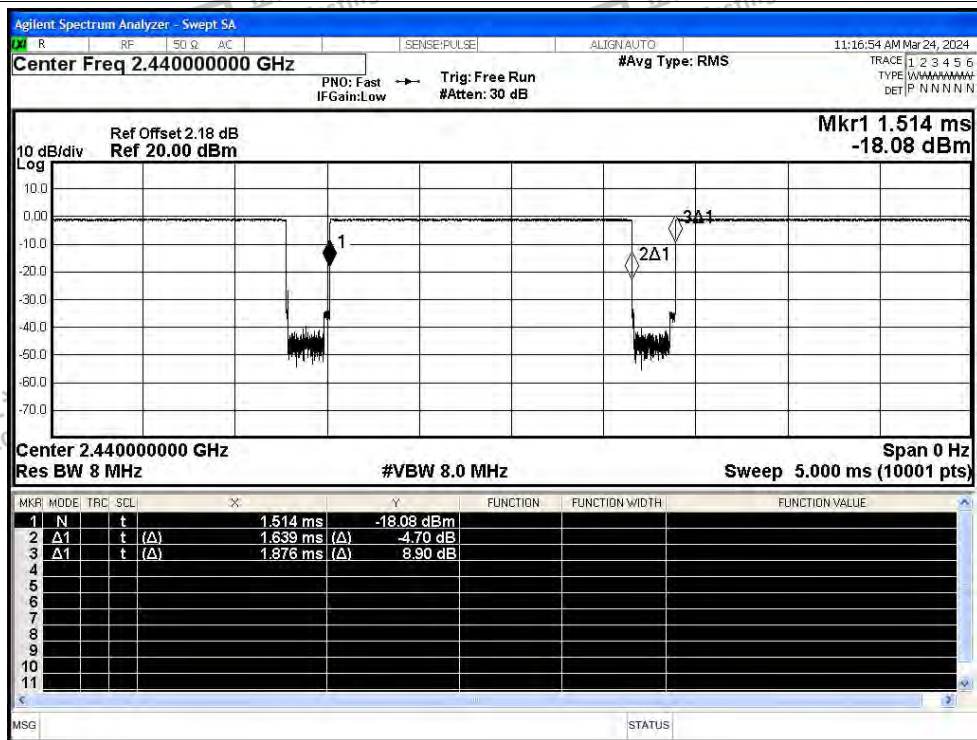 Agilent Spectrum Analyzer - Swept SA
LXI R RF 50 Ω AC SENSE:PULSE ALIGN AUTO 11:16:54 AM Mar 24, 2024
Center Freq 2.440000000 GHz #Avg Type: RMS TRACE 1 2 3 4 5 6
PNO: Fast Trig: Free Run TYPE WWWWWW
IFGain:Low #Atten: 30 dB DET P N N N N N
Mkr1 1.514 ms
Ref Offset 2.18 dB
10 dB/div Ref 20.00 dBm -18.08 dBm
Log
10.0
0.00 3Δ1
-10.0 1
2Δ1
-20.0
-30.0
-40.0
-50.0
-60.0
-70.0
Center 2.440000000 GHz Span 0 Hz
Res BW 8 MHz #VBW 8.0 MHz Sweep 5.000 ms (10001 pts)
MKR MODE TRC SCL X Y FUNCTION FUNCTION WIDTH FUNCTION VALUE
1 N t 1.514 ms -18.08 dBm
2 Δ1 t (Δ) 1.639 ms (Δ) -4.70 dB
3 Δ1 t (Δ) 1.876 ms (Δ) 8.90 dB
4
5
6
7
8
9
10
11
MSG STATUS